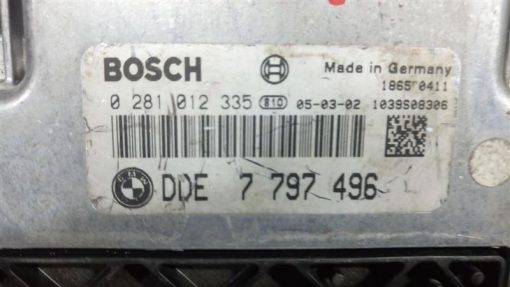 BOSCH Made in Germany
1865 0411
0 281 012 335 810 05-03-02 1039S08306
DDE 7 797 496